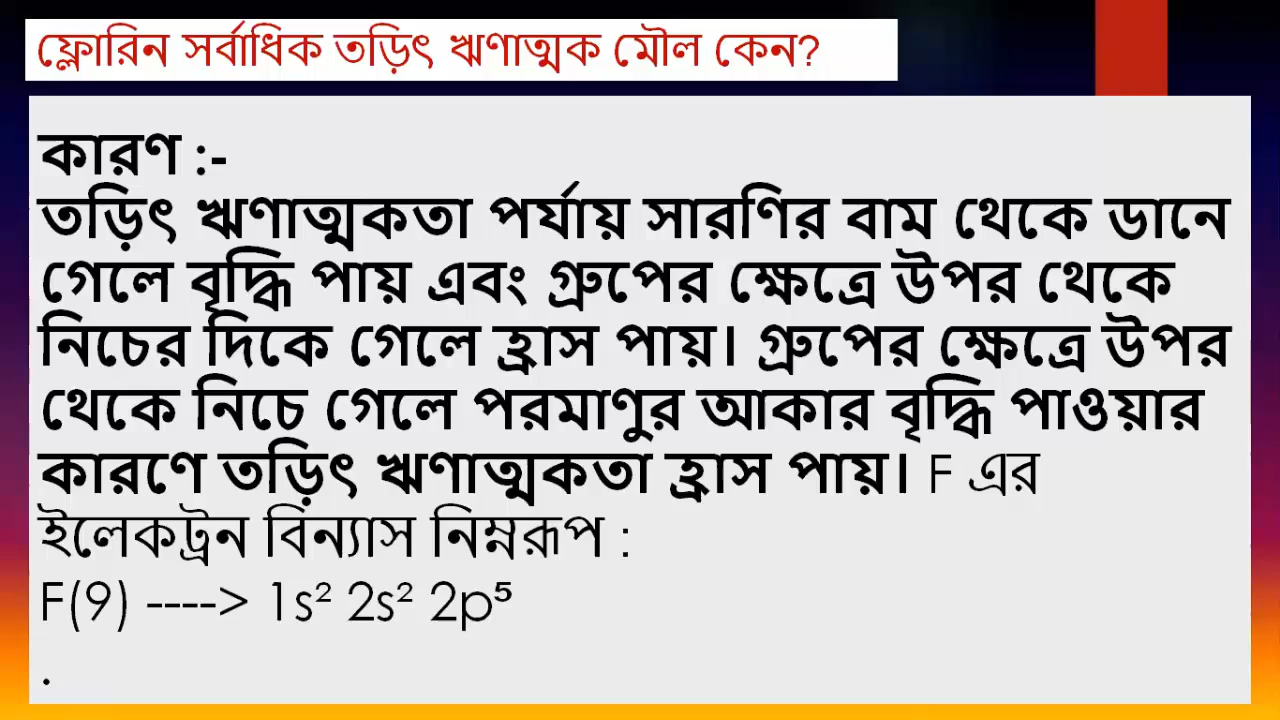 ফ্লোরিন সর্বাধিক তড়িৎ ঋণাত্মক মৌল কেন?
কারণ :-
তড়িৎ ঋণাত্মকতা পর্যায় সারণির বাম থেকে ডানে
গেলে বৃদ্ধি পায় এবং গ্রুপের ক্ষেত্রে উপর থেকে
নিচের দিকে গেলে হ্রাস পায়। গ্রুপের ক্ষেত্রে উপর
থেকে নিচে গেলে পরমাণুর আকার বৃদ্ধি পাওয়ার
কারণে তড়িৎ ঋণাত্মকতা হ্রাস পায়। F এর
ইলেকট্রন বিন্যাস নিম্নরূপ :
F(9) ----> 1s² 2s² 2p⁵
.